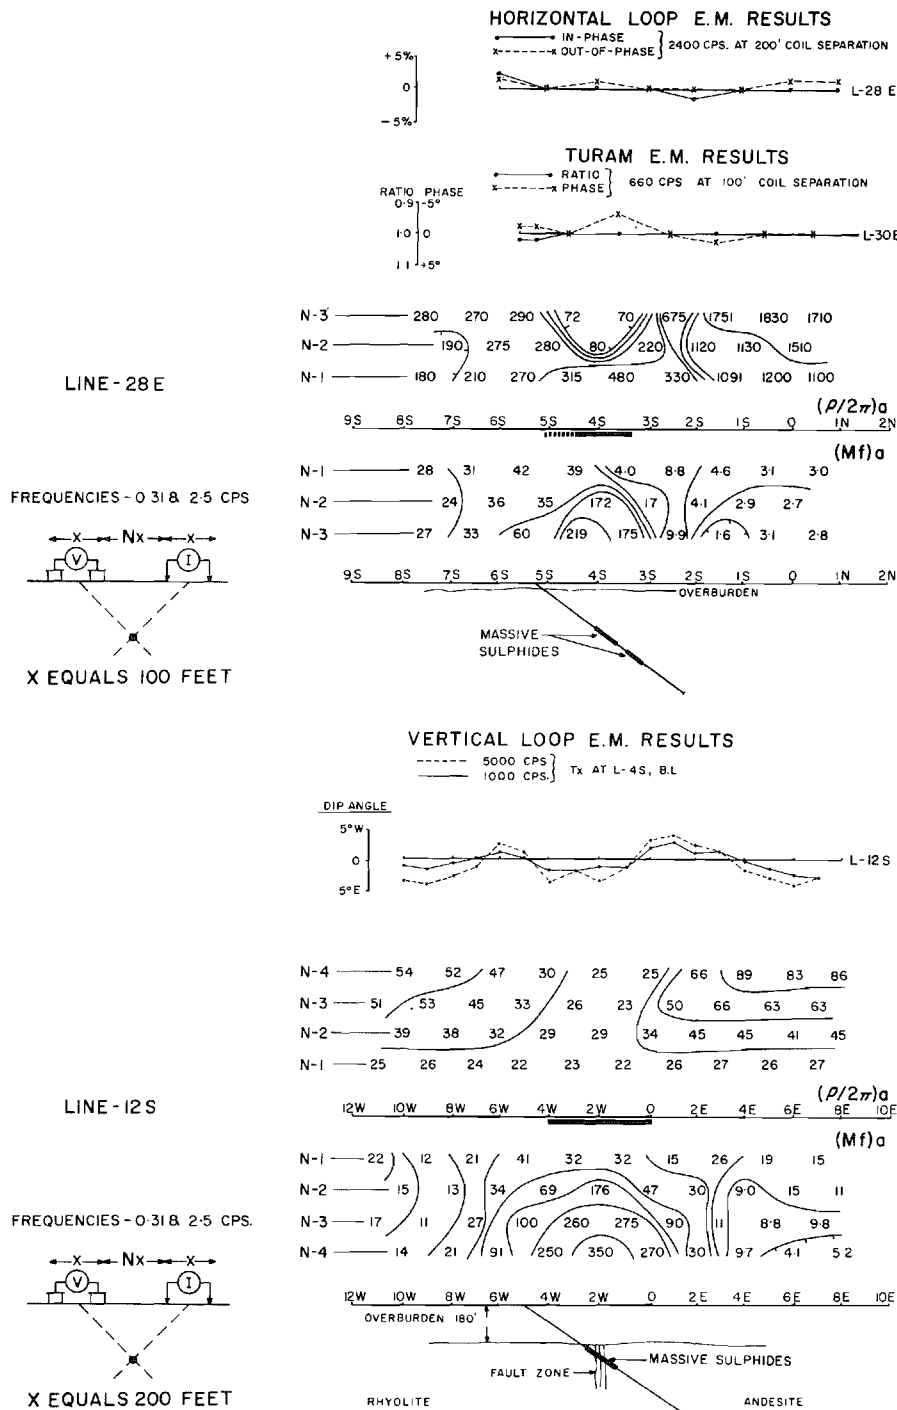 HORIZONTAL LOOP E.M. RESULTS
IN-PHASE
OUT-OF-PHASE
2400 CPS. AT 200' COIL SEPARATION
+5%
0
-5%
L-28 E
TURAM E.M. RESULTS
RATIO
PHASE
660 CPS AT 100' COIL SEPARATION
RATIO PHASE
0.9 -5°
1.0 0
1.1 +5°
L-30E
N-3 280 270 290 72 70 1675 1751 1830 1710
N-2 190 275 280 80 220 1120 1130 1510
N-1 180 210 270 315 480 330 1091 1200 1100
LINE-28E
(ρ/2π)a
9S 8S 7S 6S 5S 4S 3S 2S 1S 0 1N 2N
(Mf)a
N-1 28 31 42 39 4.0 8.8 4.6 3.1 3.0
N-2 24 36 35 172 17 4.1 2.9 2.7
N-3 27 33 60 219 175 9.9 1.6 3.1 2.8
FREQUENCIES-0.31 & 2.5 CPS
X NX X
V I
X EQUALS 100 FEET
9S 8S 7S 6S 5S 4S 3S 2S 1S 0 1N 2N
OVERBURDEN
MASSIVE
SULPHIDES
VERTICAL LOOP E.M. RESULTS
5000 CPS
1000 CPS.
Tx AT L-4S, B.L
DIP ANGLE
5°W
0
5°E
L-12S
N-4 54 52 47 30 25 25 66 89 83 86
N-3 51 53 45 33 26 23 50 66 63 63
N-2 39 38 32 29 29 34 45 45 41 45
N-1 25 26 24 22 23 22 26 27 26 27
LINE-12S
(ρ/2π)a
12W 10W 8W 6W 4W 2W 0 2E 4E 6E 8E 10E
(Mf)a
N-1 22 12 21 41 32 32 15 26 19 15
N-2 15 13 34 69 176 47 30 9.0 15 11
N-3 17 11 27 100 260 275 90 11 8.8 9.8
N-4 14 21 91 250 350 270 30 97 4.1 5.2
FREQUENCIES-0.31 & 2.5 CPS.
X NX X
V I
X EQUALS 200 FEET
12W 10W 8W 6W 4W 2W 0 2E 4E 6E 8E 10E
OVERBURDEN 180'
MASSIVE SULPHIDES
FAULT ZONE
RHYOLITE
ANDESITE